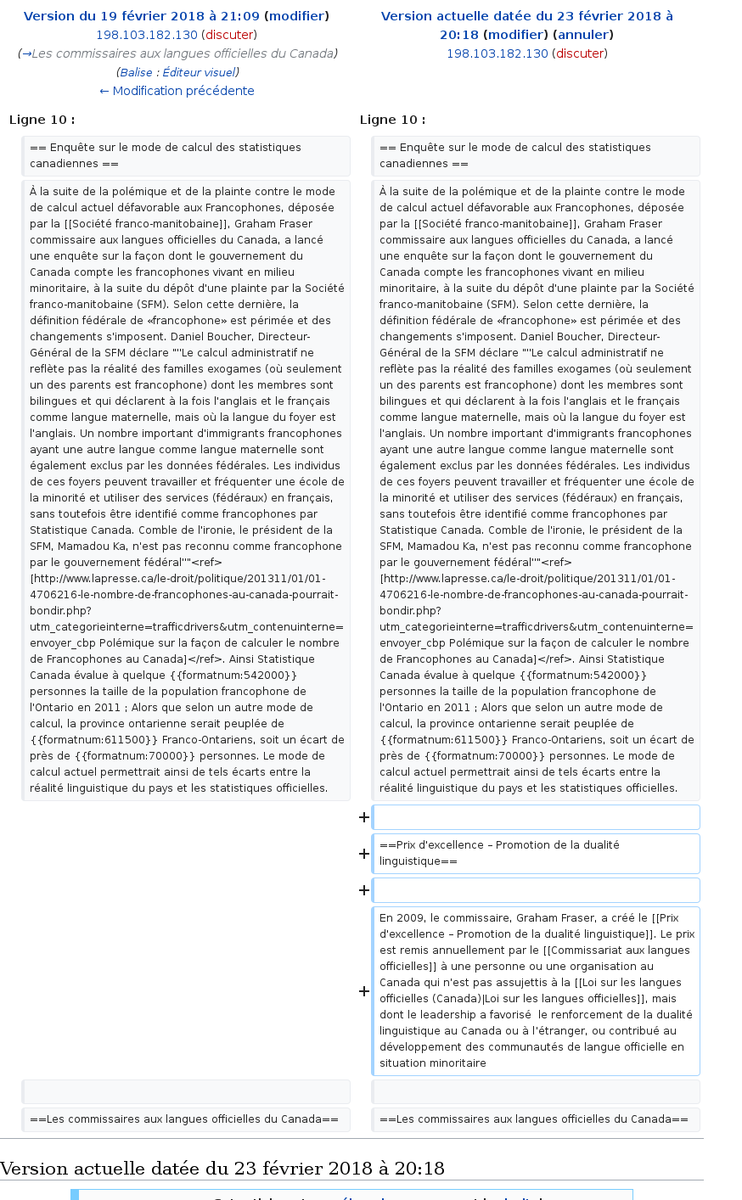 Version du 19 février 2018 à 21:09 (modifier)
198.103.182.130 (discuter)
(→Les commissaires aux langues officielles du Canada)
(Balise : Éditeur visuel)
← Modification précédente
Version actuelle datée du 23 février 2018 à
20:18 (modifier) (annuler)
198.103.182.130 (discuter)
Ligne 10 :
Ligne 10 :
== Enquête sur le mode de calcul des statistiques
canadiennes ==
== Enquête sur le mode de calcul des statistiques
canadiennes ==
À la suite de la polémique et de la plainte contre le mode
de calcul actuel défavorable aux Francophones, déposée
par la [[Société franco-manitobaine]], Graham Fraser
commissaire aux langues officielles du Canada, a lancé
une enquête sur la façon dont le gouvernement du
Canada compte les francophones vivant en milieu
minoritaire, à la suite du dépôt d'une plainte par la Société
franco-manitobaine (SFM). Selon cette dernière, la
définition fédérale de «francophone» est périmée et des
changements s'imposent. Daniel Boucher, Directeur-
Général de la SFM déclare "''Le calcul administratif ne
reflète pas la réalité des familles exogames (où seulement
un des parents est francophone) dont les membres sont
bilingues et qui déclarent à la fois l'anglais et le français
comme langue maternelle, mais où la langue du foyer est
l'anglais. Un nombre important d'immigrants francophones
ayant une autre langue comme langue maternelle sont
également exclus par les données fédérales. Les individus
de ces foyers peuvent travailler et fréquenter une école de
la minorité et utiliser des services (fédéraux) en français,
sans toutefois être identifié comme francophones par
Statistique Canada. Comble de l'ironie, le président de la
SFM, Mamadou Ka, n'est pas reconnu comme francophone
par le gouvernement fédéral''"<ref>
[http://www.lapresse.ca/le-droit/politique/201311/01/01-
4706216-le-nombre-de-francophones-au-canada-pourrait-
bondir.php?
utm_categorieinterne=trafficdrivers&utm_contenuinterne=
envoyer_cbp Polémique sur la façon de calculer le nombre
de Francophones au Canada]</ref>. Ainsi Statistique
Canada évalue à quelque {{formatnum:542000}}
personnes la taille de la population francophone de
l'Ontario en 2011 ; Alors que selon un autre mode de
calcul, la province ontarienne serait peuplée de
{{formatnum:611500}} Franco-Ontariens, soit un écart de
près de {{formatnum:70000}} personnes. Le mode de
calcul actuel permettrait ainsi de tels écarts entre la
réalité linguistique du pays et les statistiques officielles.
À la suite de la polémique et de la plainte contre le mode
de calcul actuel défavorable aux Francophones, déposée
par la [[Société franco-manitobaine]], Graham Fraser
commissaire aux langues officielles du Canada, a lancé
une enquête sur la façon dont le gouvernement du
Canada compte les francophones vivant en milieu
minoritaire, à la suite du dépôt d'une plainte par la Société
franco-manitobaine (SFM). Selon cette dernière, la
définition fédérale de «francophone» est périmée et des
changements s'imposent. Daniel Boucher, Directeur-
Général de la SFM déclare "''Le calcul administratif ne
reflète pas la réalité des familles exogames (où seulement
un des parents est francophone) dont les membres sont
bilingues et qui déclarent à la fois l'anglais et le français
comme langue maternelle, mais où la langue du foyer est
l'anglais. Un nombre important d'immigrants francophones
ayant une autre langue comme langue maternelle sont
également exclus par les données fédérales. Les individus
de ces foyers peuvent travailler et fréquenter une école de
la minorité et utiliser des services (fédéraux) en français,
sans toutefois être identifié comme francophones par
Statistique Canada. Comble de l'ironie, le président de la
SFM, Mamadou Ka, n'est pas reconnu comme francophone
par le gouvernement fédéral''"<ref>
[http://www.lapresse.ca/le-droit/politique/201311/01/01-
4706216-le-nombre-de-francophones-au-canada-pourrait-
bondir.php?
utm_categorieinterne=trafficdrivers&utm_contenuinterne=
envoyer_cbp Polémique sur la façon de calculer le nombre
de Francophones au Canada]</ref>. Ainsi Statistique
Canada évalue à quelque {{formatnum:542000}}
personnes la taille de la population francophone de
l'Ontario en 2011 ; Alors que selon un autre mode de
calcul, la province ontarienne serait peuplée de
{{formatnum:611500}} Franco-Ontariens, soit un écart de
près de {{formatnum:70000}} personnes. Le mode de
calcul actuel permettrait ainsi de tels écarts entre la
réalité linguistique du pays et les statistiques officielles.
+
+ ==Prix d'excellence – Promotion de la dualité
linguistique==
+
+ En 2009, le commissaire, Graham Fraser, a créé le [[Prix
d'excellence – Promotion de la dualité linguistique]]. Le prix
est remis annuellement par le [[Commissariat aux langues
officielles]] à une personne ou une organisation au
Canada qui n'est pas assujettis à la [[Loi sur les langues
officielles (Canada)|Loi sur les langues officielles]], mais
dont le leadership a favorisé  le renforcement de la dualité
linguistique au Canada ou à l'étranger, ou contribué au
développement des communautés de langue officielle en
situation minoritaire
==Les commissaires aux langues officielles du Canada==
==Les commissaires aux langues officielles du Canada==
Version actuelle datée du 23 février 2018 à 20:18